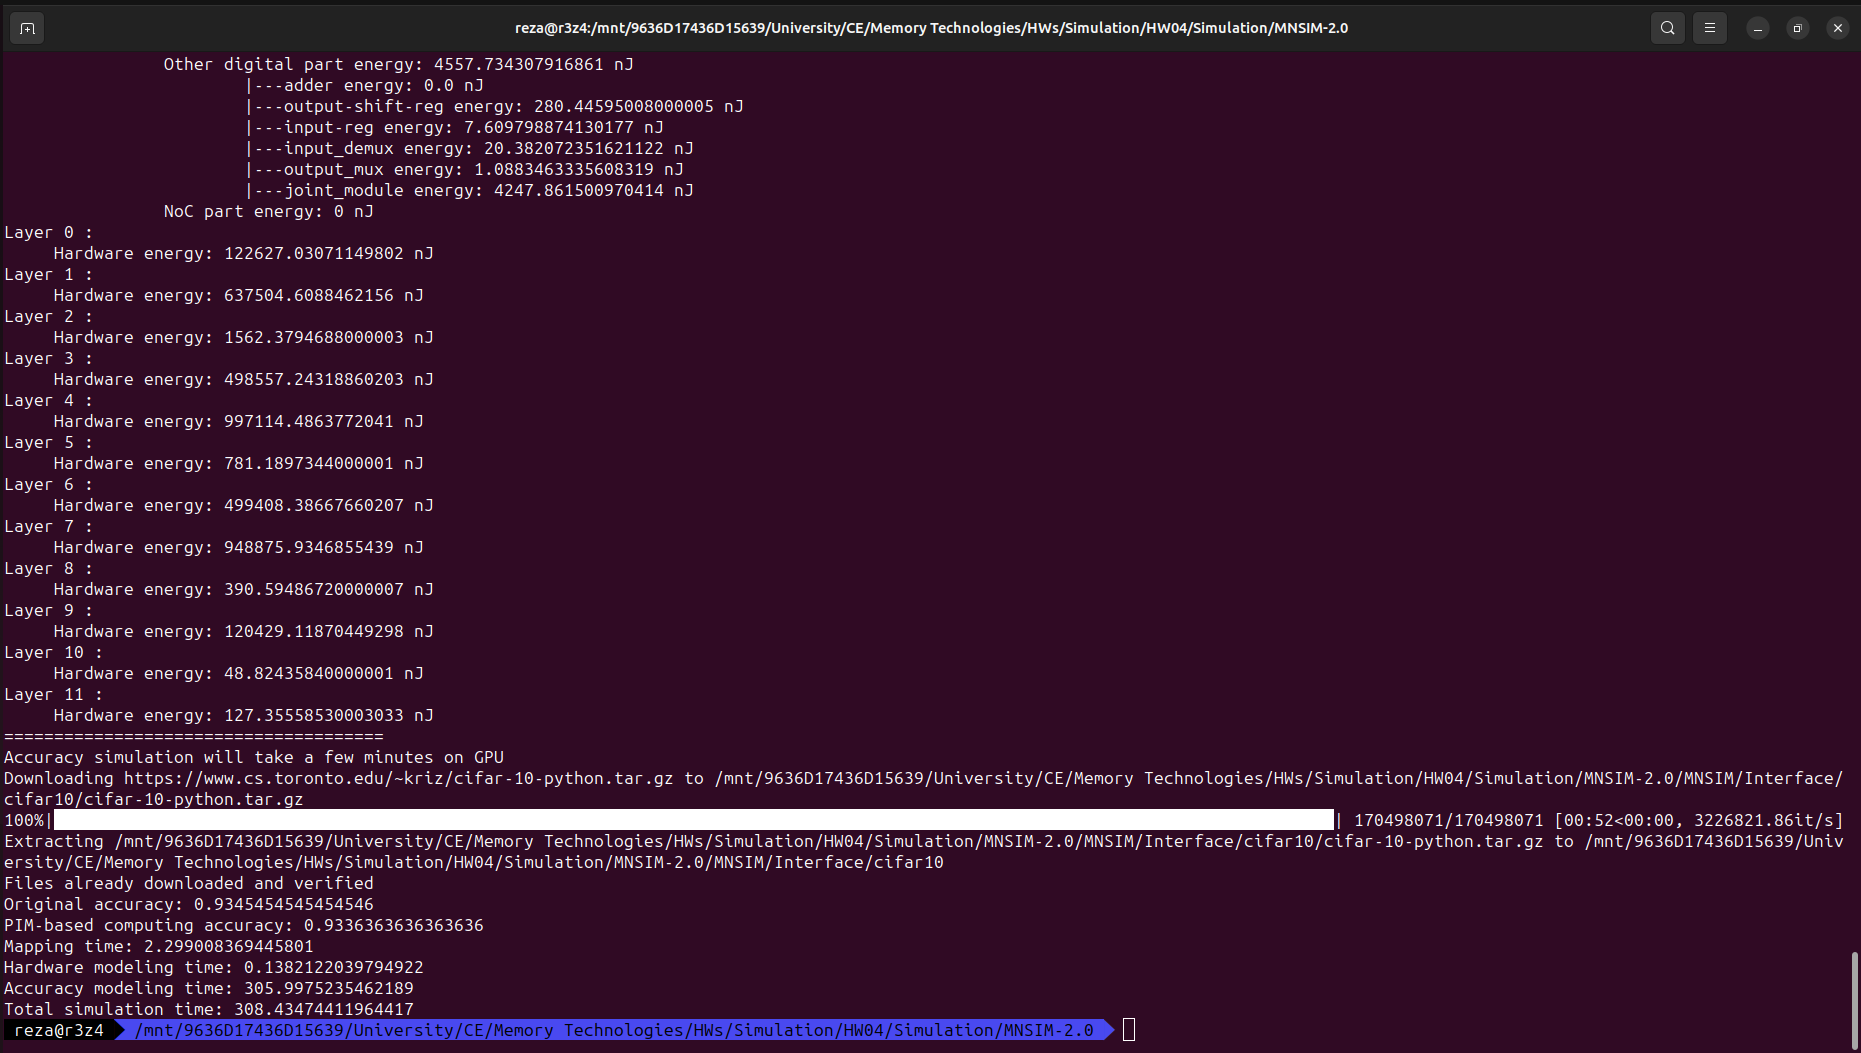 reza@r3z4:/mnt/9636D17436D15639/University/CE/Memory Technologies/HWs/Simulation/HW04/Simulation/MNSIM-2.0
Other digital part energy: 4557.734307916861 nJ
|---adder energy: 0.0 nJ
|---output-shift-reg energy: 280.44595008000005 nJ
|---input-reg energy: 7.609798874130177 nJ
|---input_demux energy: 20.382072351621122 nJ
|---output_mux energy: 1.0883463335608319 nJ
|---joint_module energy: 4247.861500970414 nJ
NoC part energy: 0 nJ
Layer 0 :
Hardware energy: 122627.03071149802 nJ
Layer 1 :
Hardware energy: 637504.6088462156 nJ
Layer 2 :
Hardware energy: 1562.3794688000003 nJ
Layer 3 :
Hardware energy: 498557.24318860203 nJ
Layer 4 :
Hardware energy: 997114.4863772041 nJ
Layer 5 :
Hardware energy: 781.1897344000001 nJ
Layer 6 :
Hardware energy: 499408.38667660207 nJ
Layer 7 :
Hardware energy: 948875.9346855439 nJ
Layer 8 :
Hardware energy: 390.59486720000007 nJ
Layer 9 :
Hardware energy: 120429.11870449298 nJ
Layer 10 :
Hardware energy: 48.82435840000001 nJ
Layer 11 :
Hardware energy: 127.35558530003033 nJ
======================================
Accuracy simulation will take a few minutes on GPU
Downloading https://www.cs.toronto.edu/~kriz/cifar-10-python.tar.gz to /mnt/9636D17436D15639/University/CE/Memory Technologies/HWs/Simulation/HW04/Simulation/MNSIM-2.0/MNSIM/Interface/
cifar10/cifar-10-python.tar.gz
100%| | 170498071/170498071 [00:52<00:00, 3226821.86it/s]
Extracting /mnt/9636D17436D15639/University/CE/Memory Technologies/HWs/Simulation/HW04/Simulation/MNSIM-2.0/MNSIM/Interface/cifar10/cifar-10-python.tar.gz to /mnt/9636D17436D15639/Univ
ersity/CE/Memory Technologies/HWs/Simulation/HW04/Simulation/MNSIM-2.0/MNSIM/Interface/cifar10
Files already downloaded and verified
Original accuracy: 0.9345454545454546
PIM-based computing accuracy: 0.9336363636363636
Mapping time: 2.299008369445801
Hardware modeling time: 0.1382122039794922
Accuracy modeling time: 305.9975235462189
Total simulation time: 308.43474411964417
reza@r3z4 /mnt/9636D17436D15639/University/CE/Memory Technologies/HWs/Simulation/HW04/Simulation/MNSIM-2.0